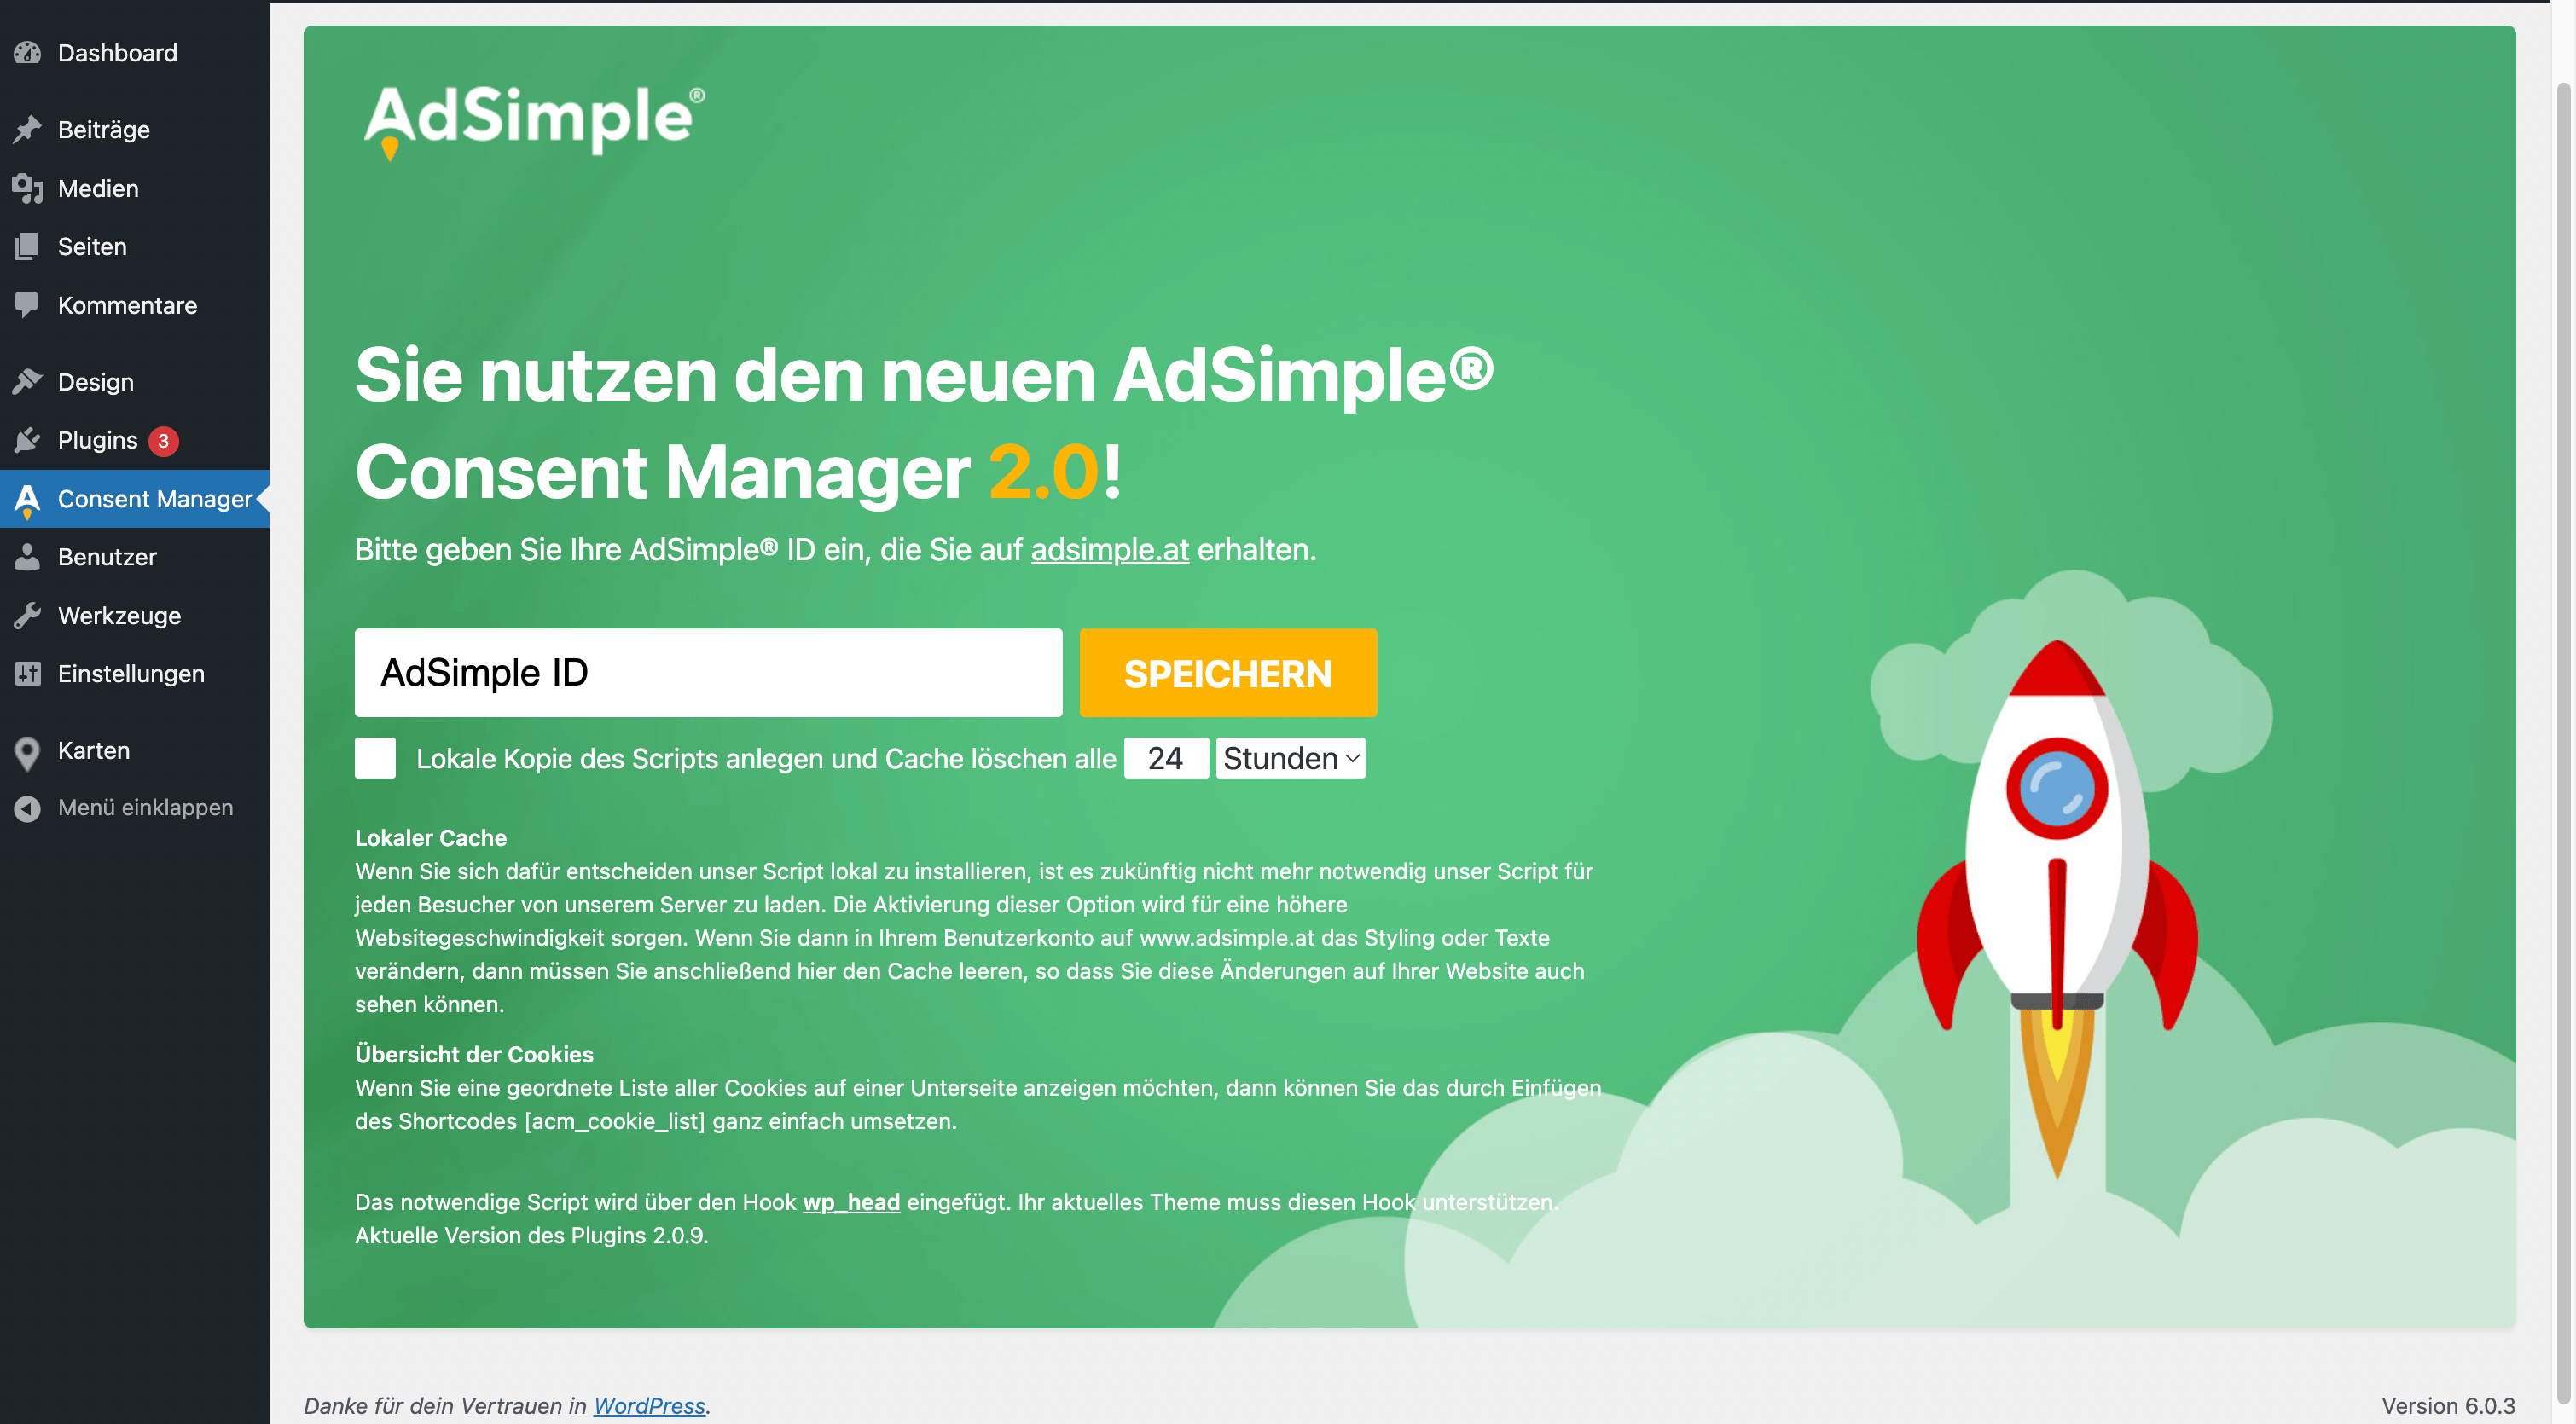 Dashboard
Beiträge
Medien
Seiten
Kommentare
Design
Plugins 3
Consent Manager
Benutzer
Werkzeuge
Einstellungen
Karten
Menü einklappen
AdSimple®
Sie nutzen den neuen AdSimple®
Consent Manager 2.0!
Bitte geben Sie Ihre AdSimple® ID ein, die Sie auf adsimple.at erhalten.
AdSimple ID
SPEICHERN
Lokale Kopie des Scripts anlegen und Cache löschen alle 24 Stunden
Lokaler Cache
Wenn Sie sich dafür entscheiden unser Script lokal zu installieren, ist es zukünftig nicht mehr notwendig unser Script für
jeden Besucher von unserem Server zu laden. Die Aktivierung dieser Option wird für eine höhere
Websitegeschwindigkeit sorgen. Wenn Sie dann in Ihrem Benutzerkonto auf www.adsimple.at das Styling oder Texte
verändern, dann müssen Sie anschließend hier den Cache leeren, so dass Sie diese Änderungen auf Ihrer Website auch
sehen können.
Übersicht der Cookies
Wenn Sie eine geordnete Liste aller Cookies auf einer Unterseite anzeigen möchten, dann können Sie das durch Einfügen
des Shortcodes [acm_cookie_list] ganz einfach umsetzen.
Das notwendige Script wird über den Hook wp_head eingefügt. Ihr aktuelles Theme muss diesen Hook unterstützen.
Aktuelle Version des Plugins 2.0.9.
Danke für dein Vertrauen in WordPress.
Version 6.0.3